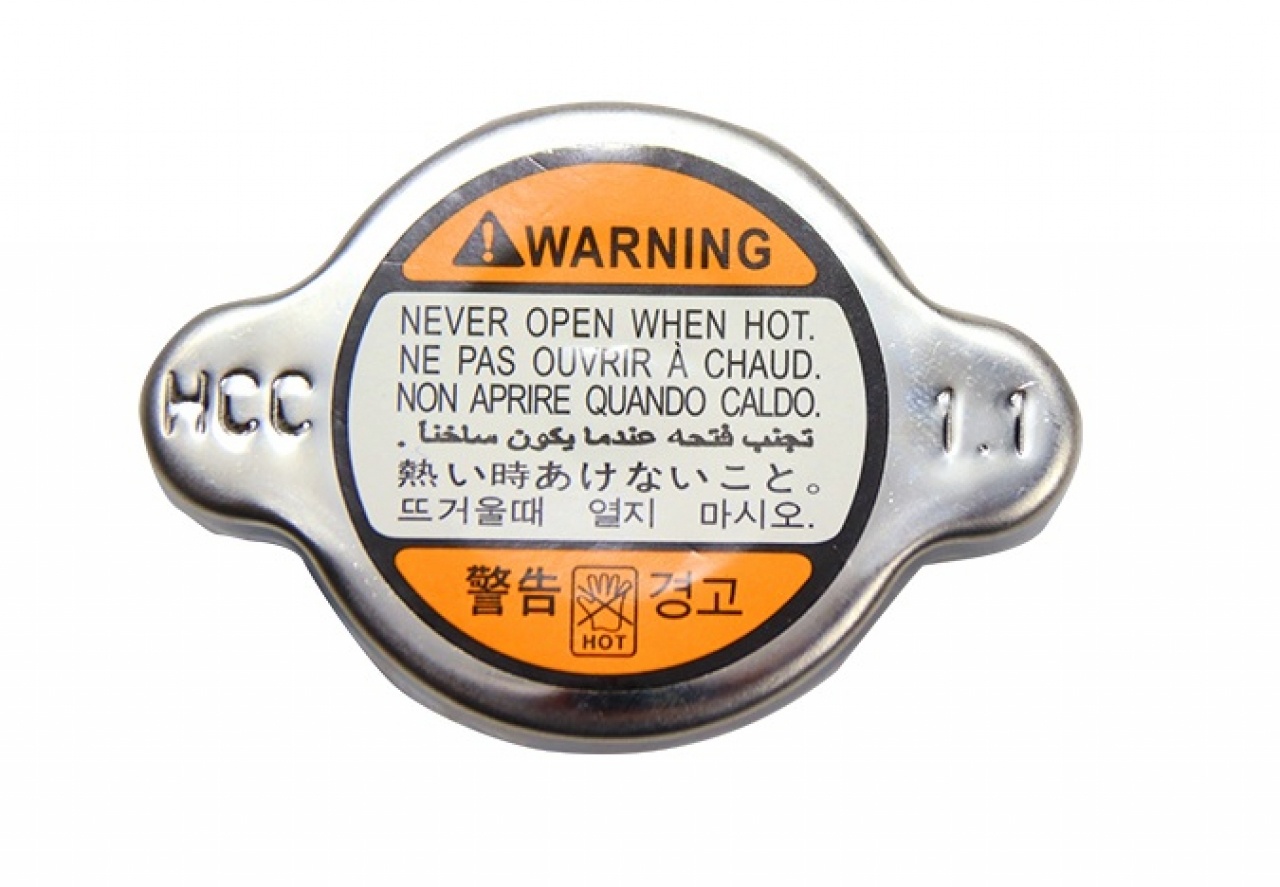 WARNING
NEVER OPEN WHEN HOT.
NE PAS OUVRIR À CHAUD.
NON APRIRE QUANDO CALDO.
تجنب فتحه عندما يكون ساخناً .
熱い時あけないこと。
뜨거울때 열지 마시오.
HCC
1.1
警告 경고
HOT